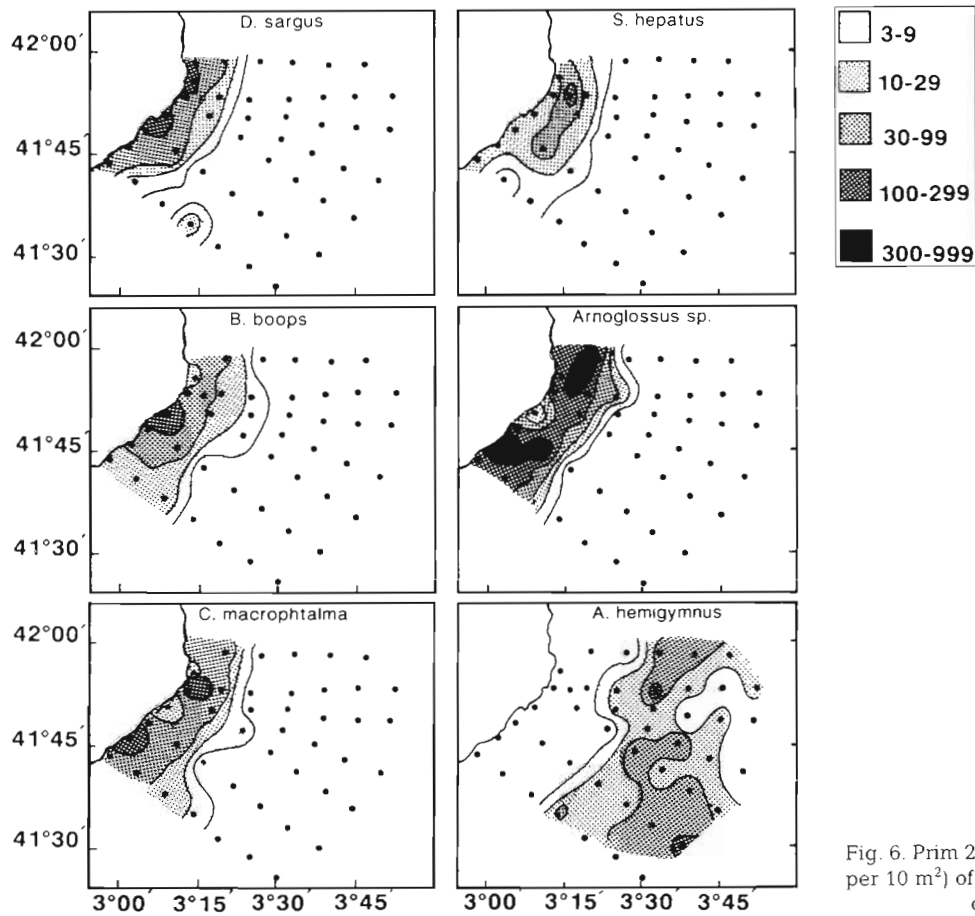 D. sargus
S. hepatus
42°00′
41°45′
41°30′
3-9
10-29
30-99
100-299
300-999
B. boops
Arnoglossus sp.
42°00′
41°45′
41°30′
C. macrophtalma
A. hemigymnus
42°00′
41°45′
41°30′
3°00′ 3°15′ 3°30′ 3°45′
3°00′ 3°15′ 3°30′ 3°45′
Fig. 6. Prim 2
per 10 m²) of